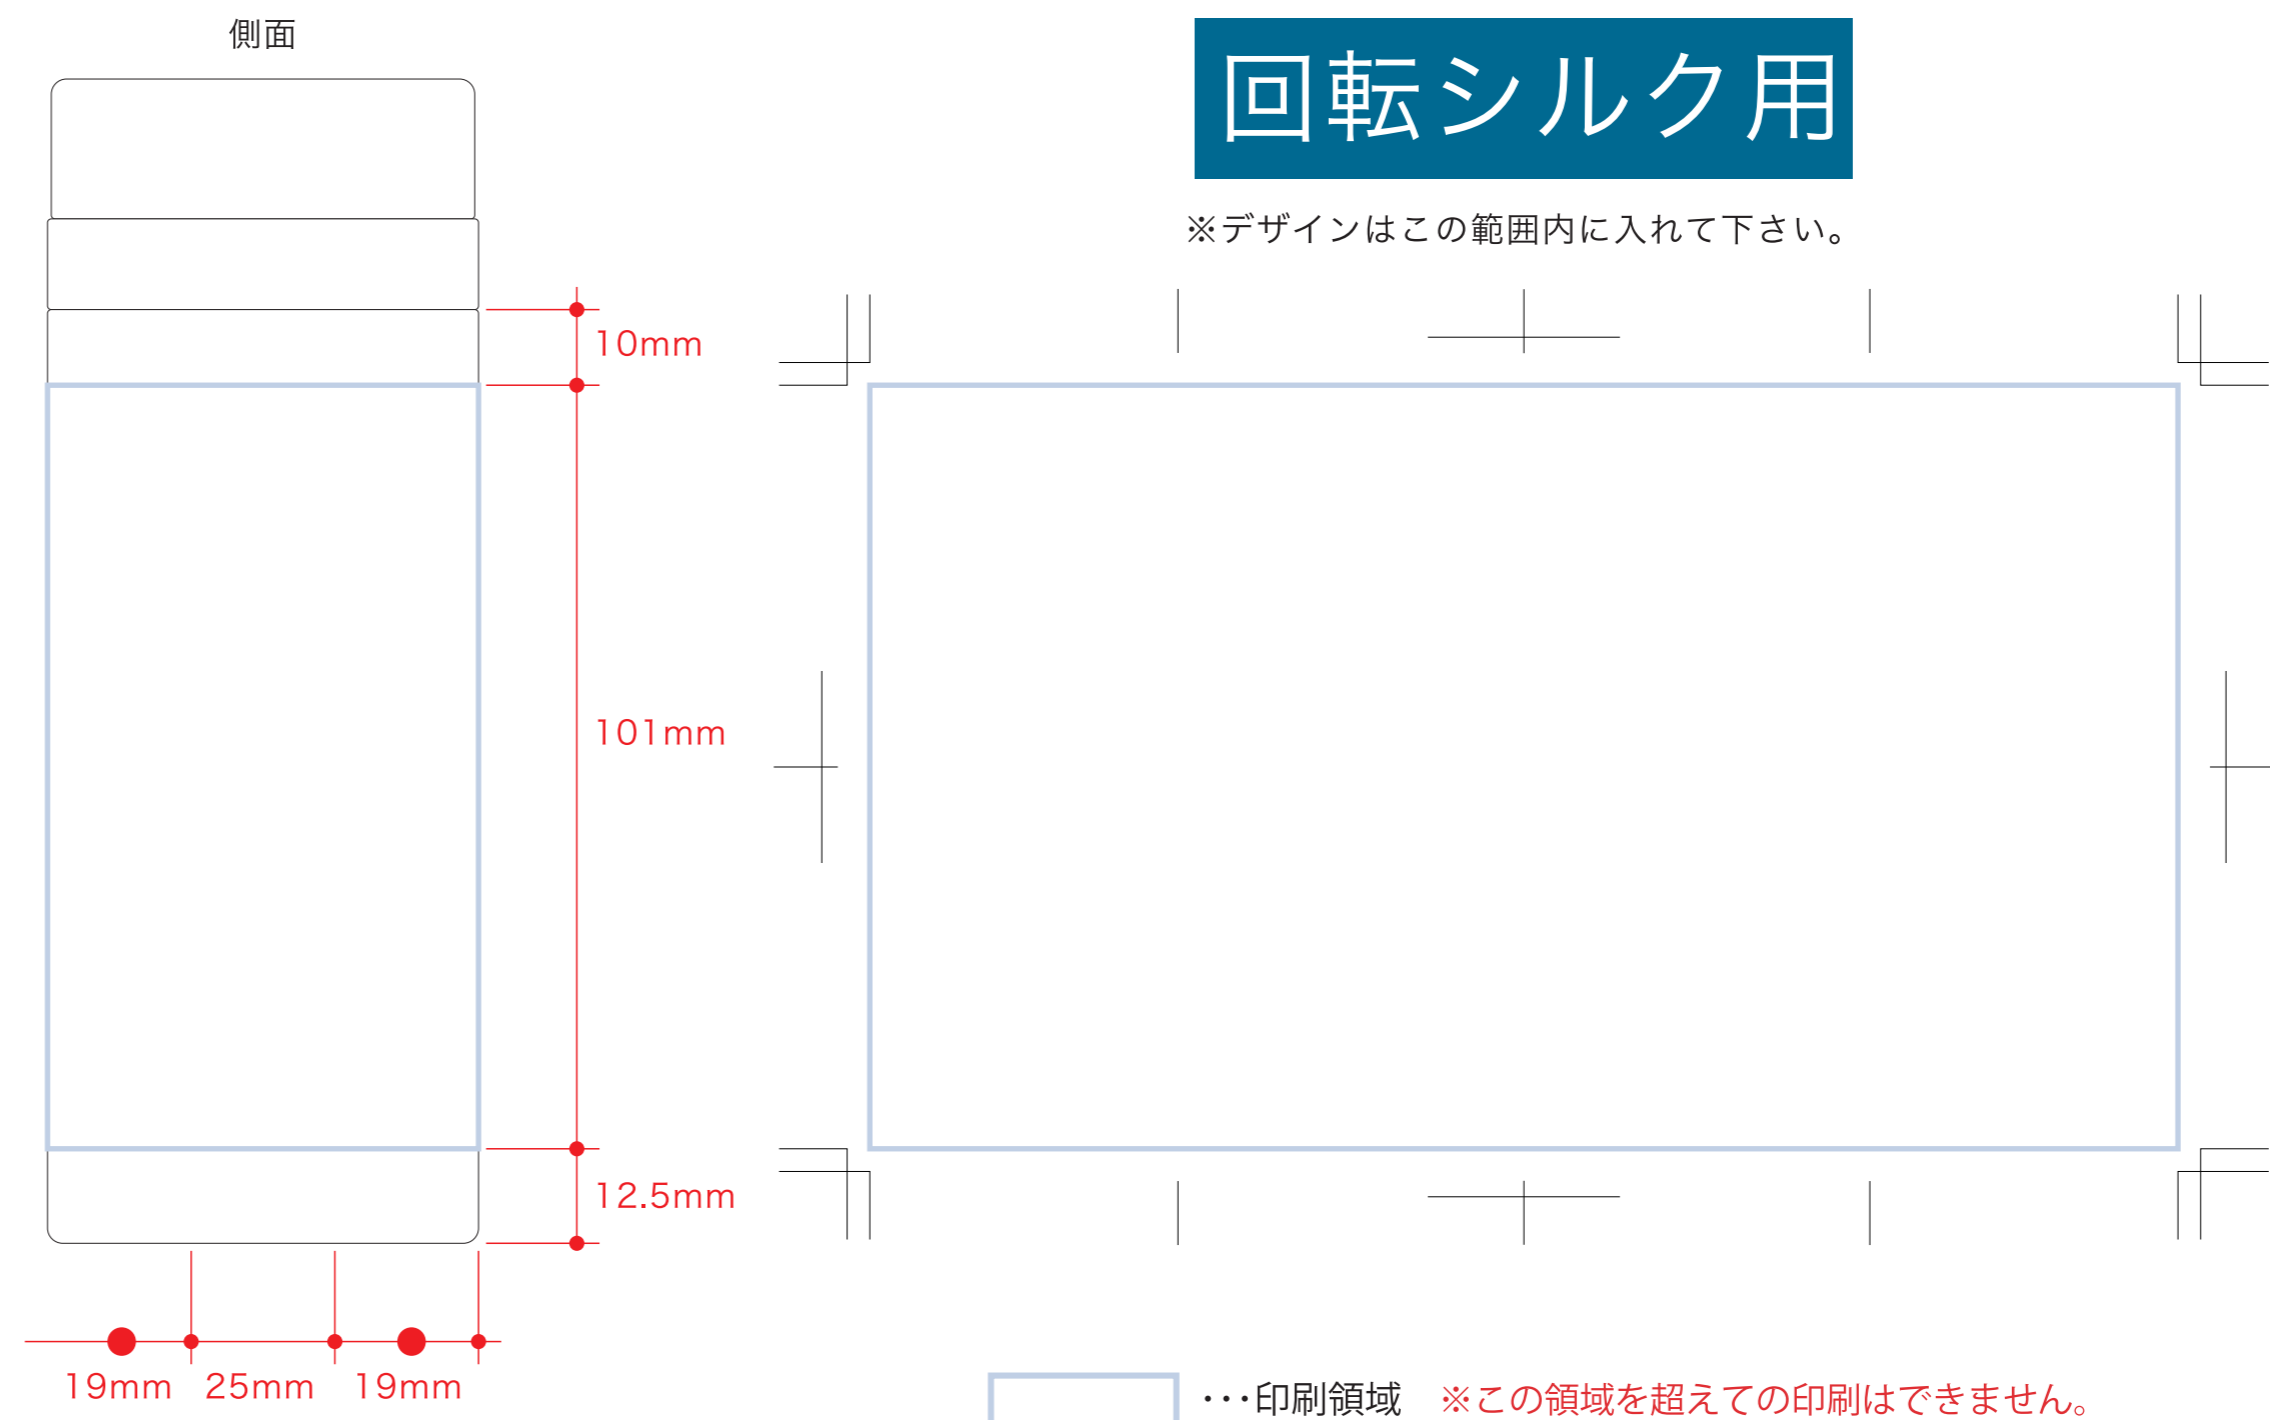 側面
回転シルク用
※デザインはこの範囲内に入れて下さい。
10mm
101mm
12.5mm
19mm 25mm 19mm
･･･印刷領域 ※この領域を超えての印刷はできません。